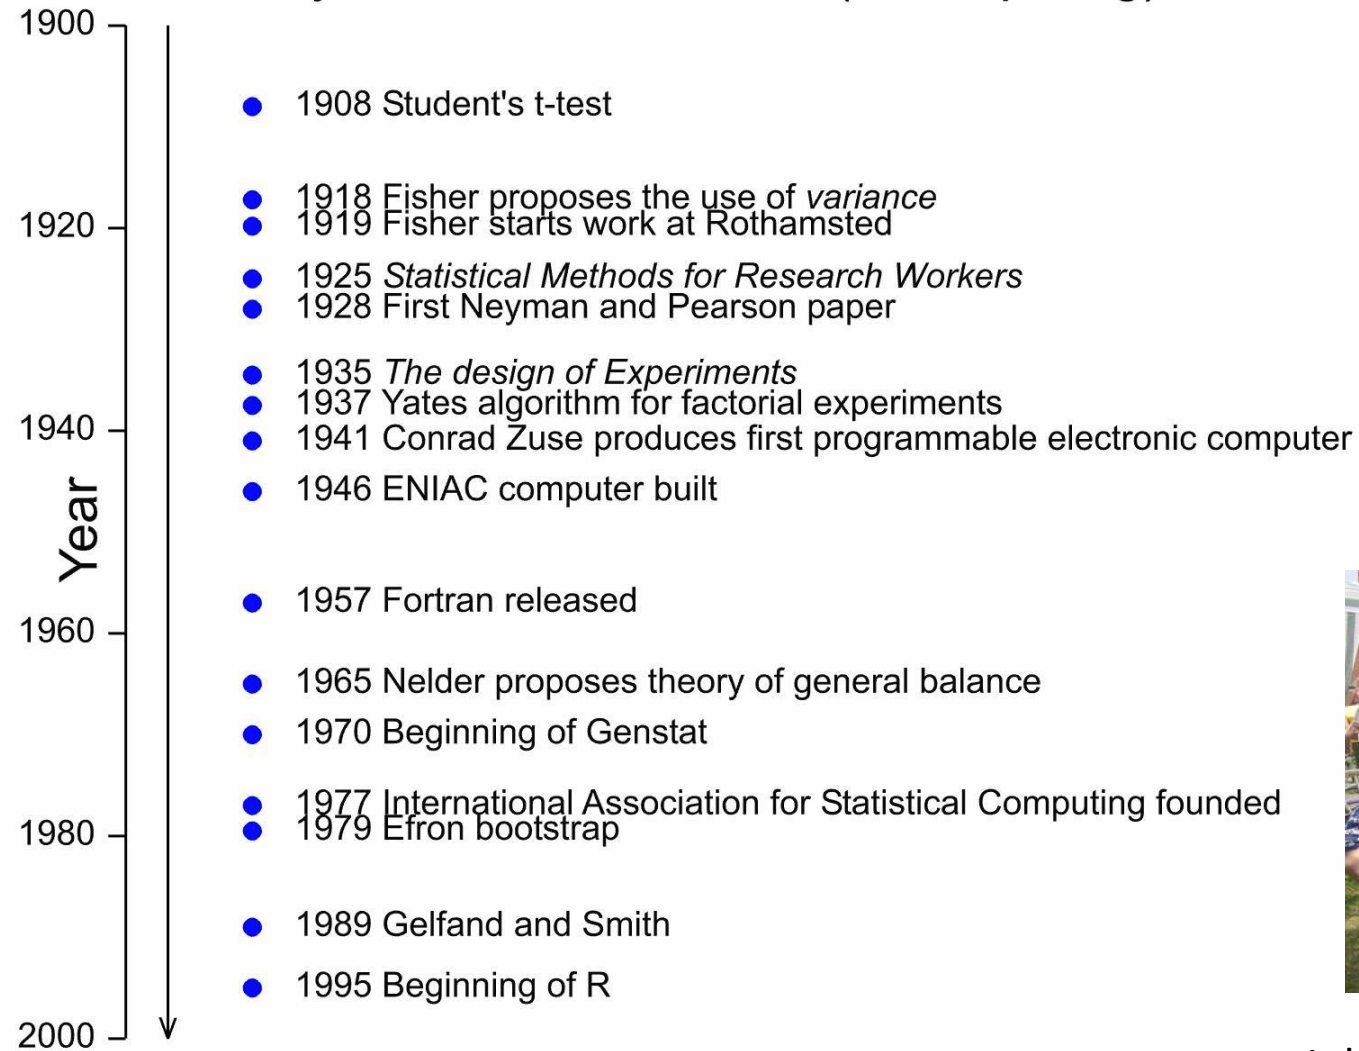 1900
1908 Student's t-test
1918 Fisher proposes the use of variance
1920
1919 Fisher starts work at Rothamsted
1925 Statistical Methods for Research Workers
1928 First Neyman and Pearson paper
1935 The design of Experiments
1937 Yates algorithm for factorial experiments
1940
1941 Conrad Zuse produces first programmable electronic computer
1946 ENIAC computer built
Year
1957 Fortran released
1960
1965 Nelder proposes theory of general balance
1970 Beginning of Genstat
1977 International Association for Statistical Computing founded
1980
1979 Efron bootstrap
1989 Gelfand and Smith
1995 Beginning of R
2000